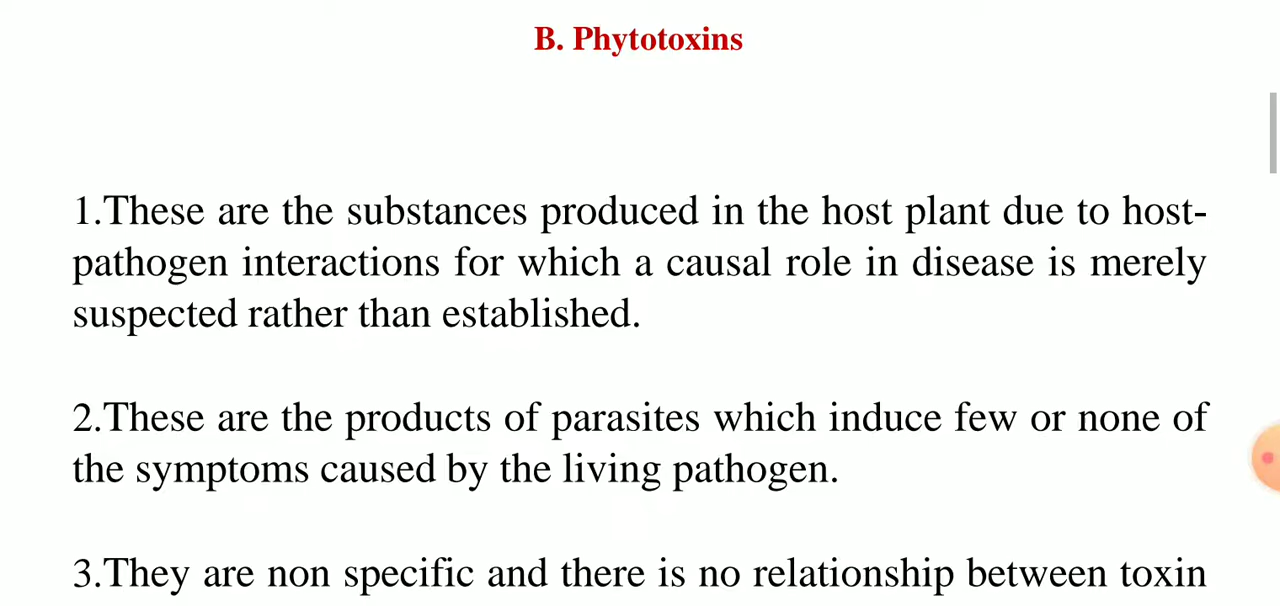 B. Phytotoxins
1.These are the substances produced in the host plant due to host-
pathogen interactions for which a causal role in disease is merely
suspected rather than established.
2.These are the products of parasites which induce few or none of
the symptoms caused by the living pathogen.
3.They are non specific and there is no relationship between toxin